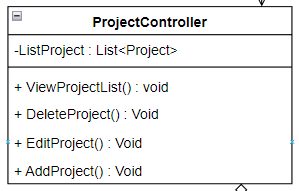 ProjectController
-ListProject : List<Project>
+ ViewProjectList() : void
+ DeleteProject() : Void
+ EditProject() : Void
+ AddProject() : Void